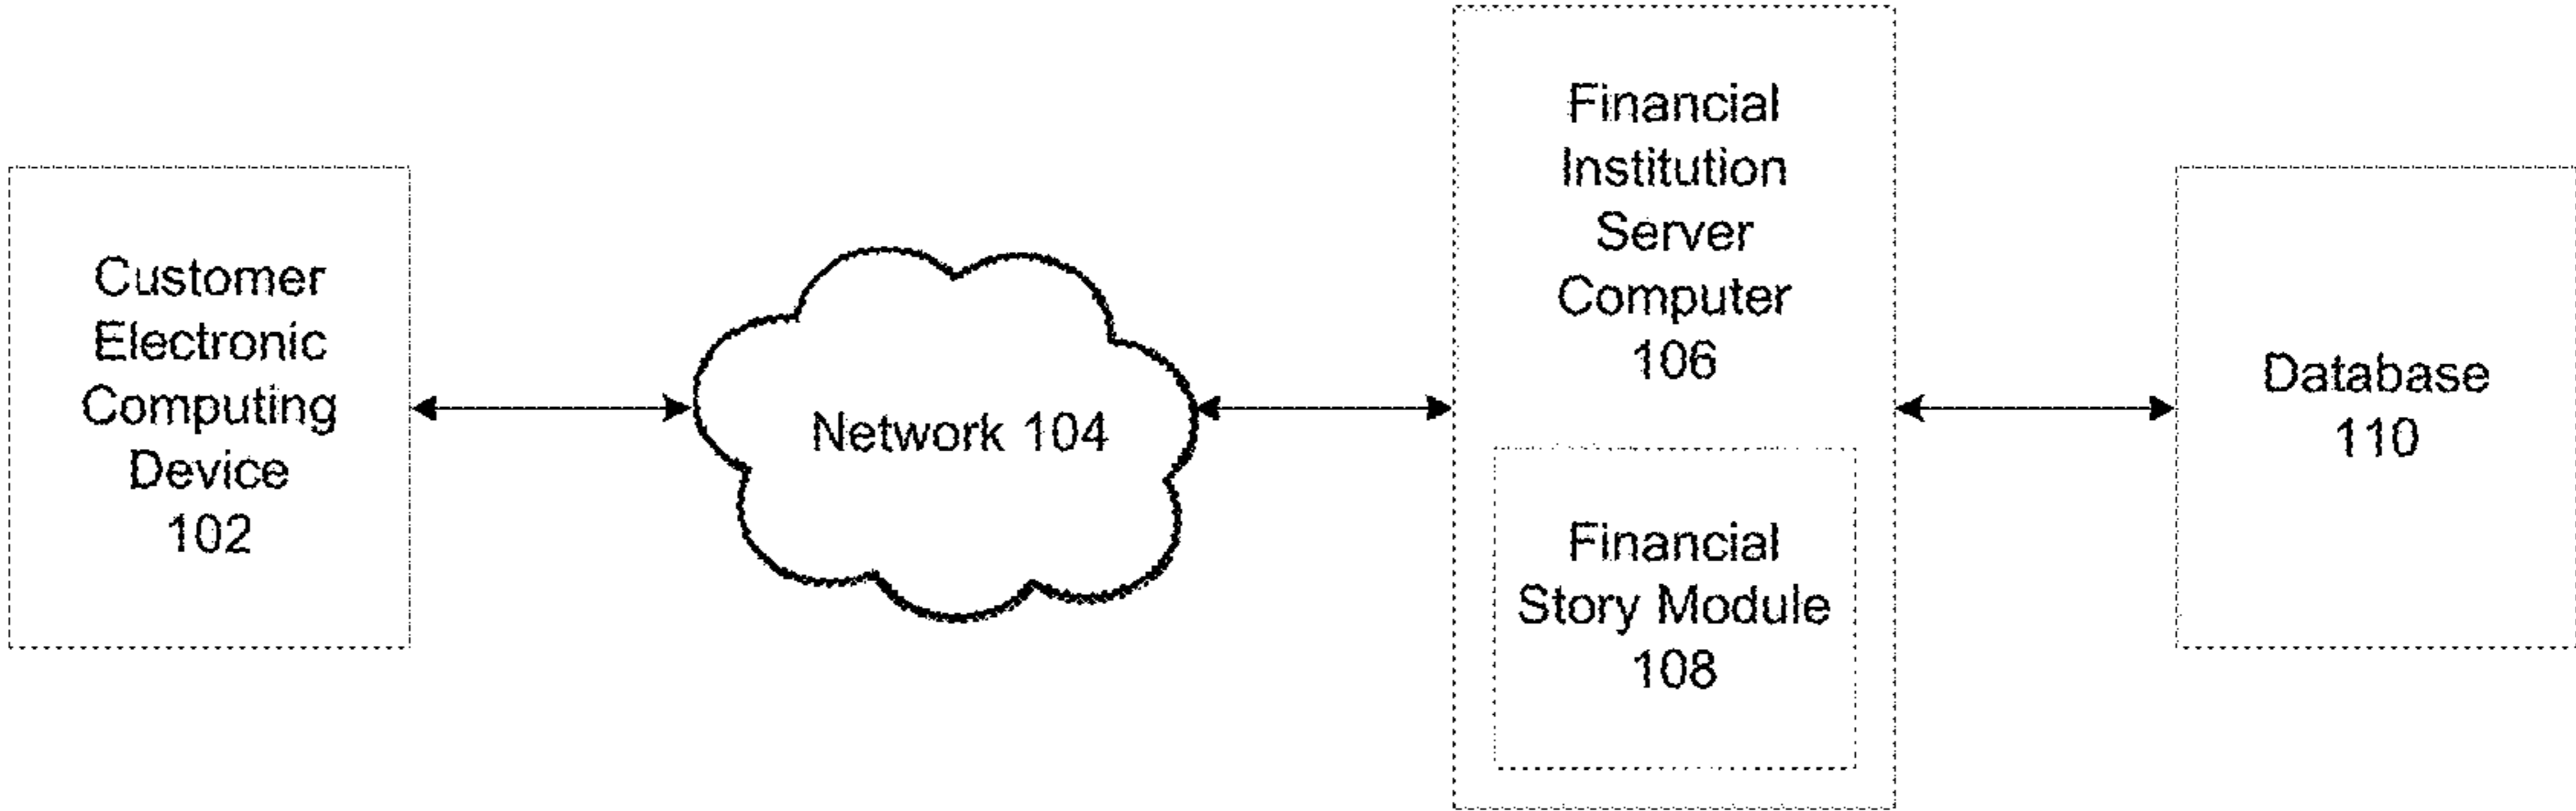 Customer
Electronic
Computing
Device
102
Network 104
Financial
Institution
Server
Computer
106
Financial
Story Module
108
Database
110